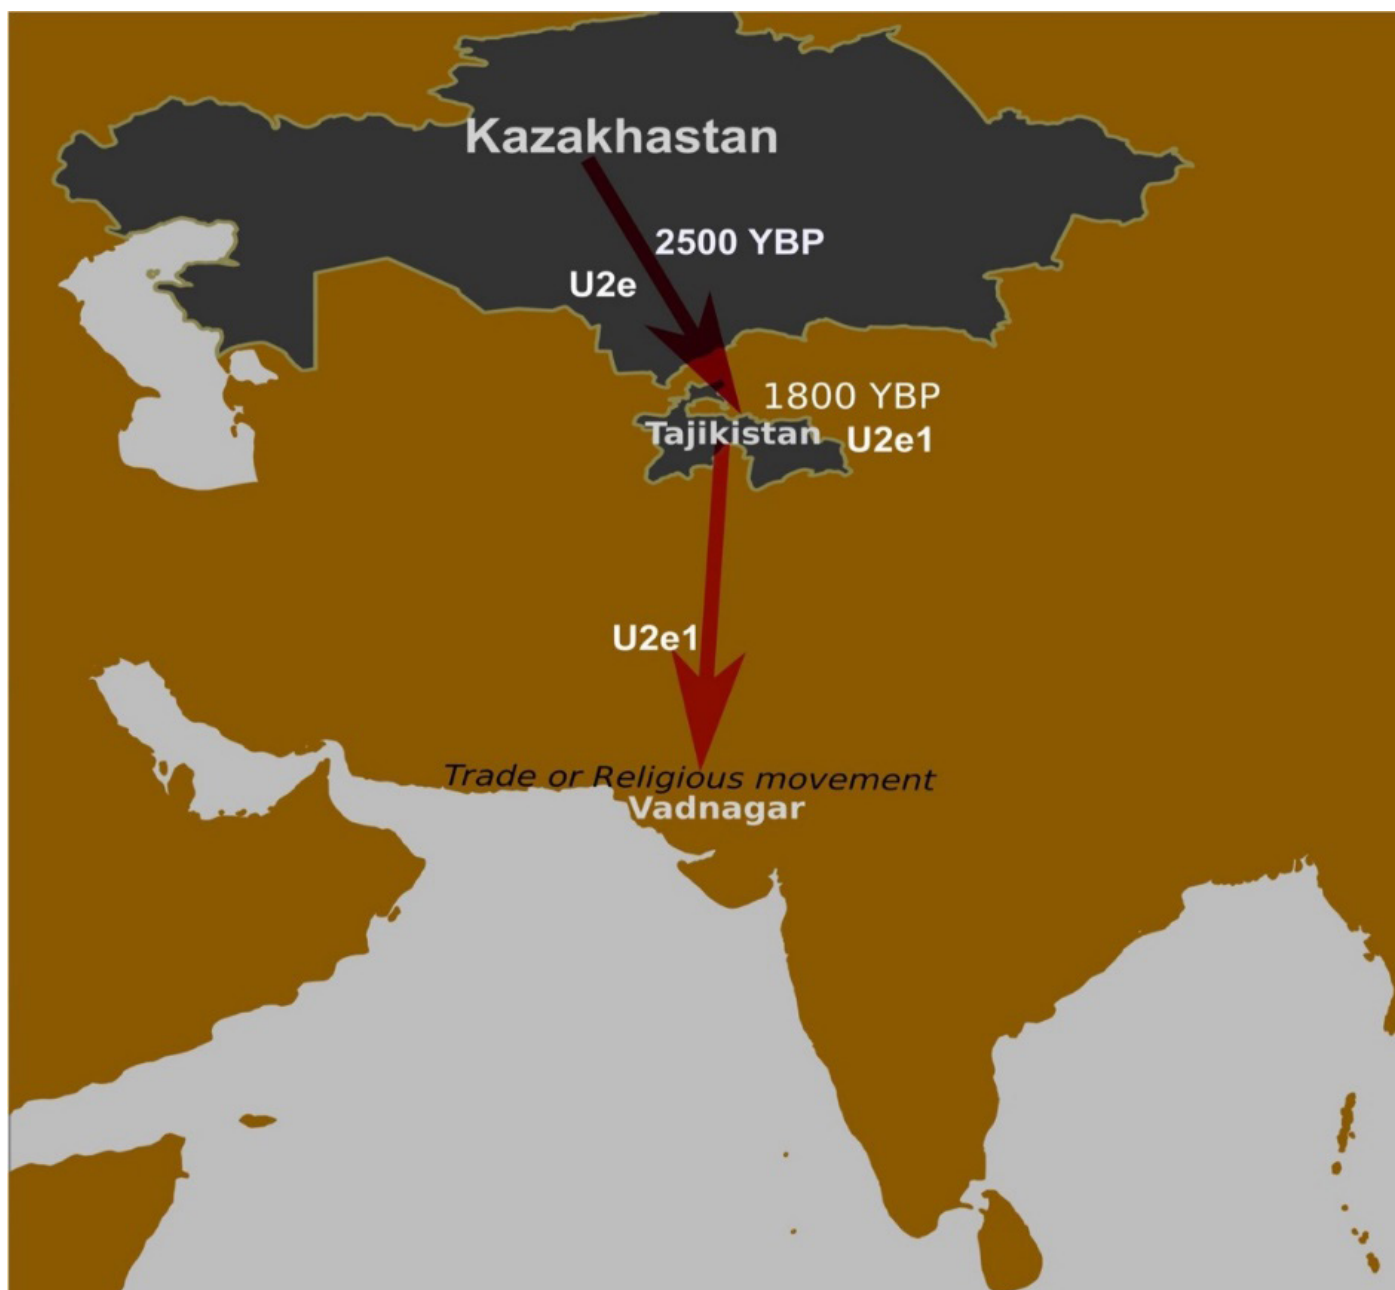 Kazakhastan
2500 YBP
U2e
1800 YBP
Tajikistan
U2e1
U2e1
Trade or Religious movement
Vadnagar